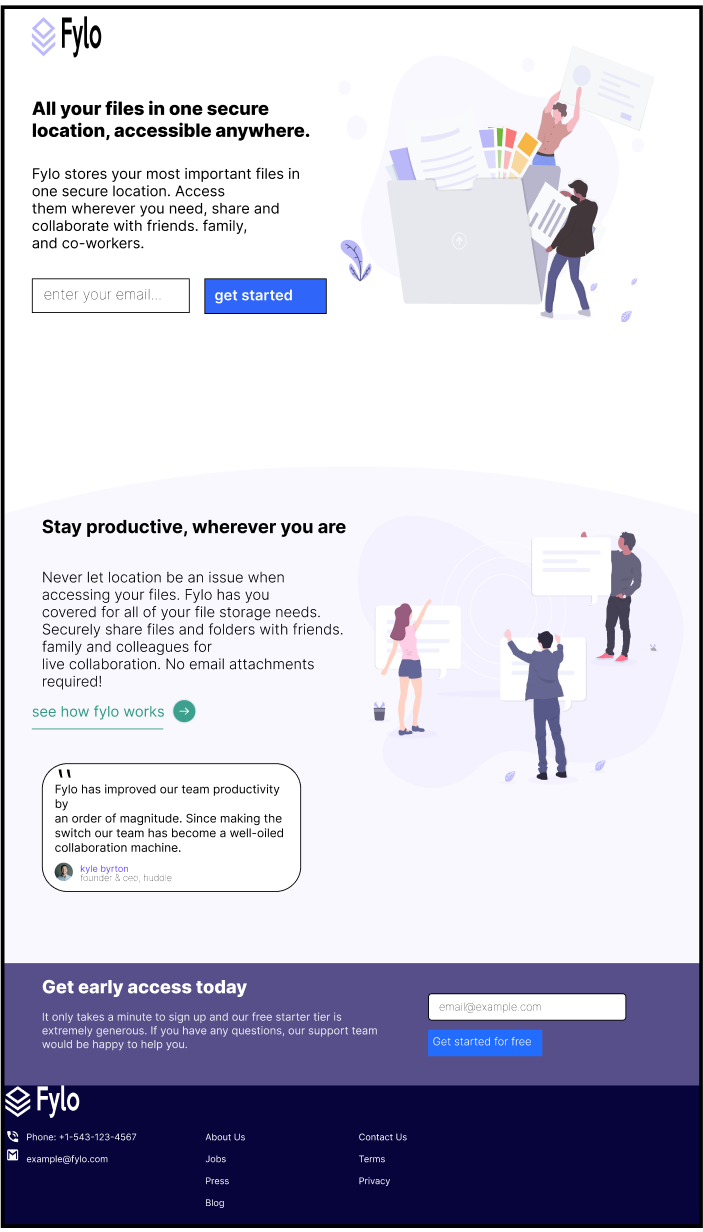 Fylo
All your files in one secure
location, accessible anywhere.
Fylo stores your most important files in
one secure location. Access
them wherever you need, share and
collaborate with friends. family,
and co-workers.
enter your email...
get started
Stay productive, wherever you are
Never let location be an issue when
accessing your files. Fylo has you
covered for all of your file storage needs.
Securely share files and folders with friends.
family and colleagues for
live collaboration. No email attachments
required!
see how fylo works
"
Fylo has improved our team productivity
by
an order of magnitude. Since making the
switch our team has become a well-oiled
collaboration machine.
kyle byrton
founder & ceo, huddle
Get early access today
It only takes a minute to sign up and our free starter tier is
extremely generous. If you have any questions, our support team
would be happy to help you.
email@example.com
Get started for free
Fylo
Phone: +1-543-123-4567
example@fylo.com
About Us
Jobs
Press
Blog
Contact Us
Terms
Privacy